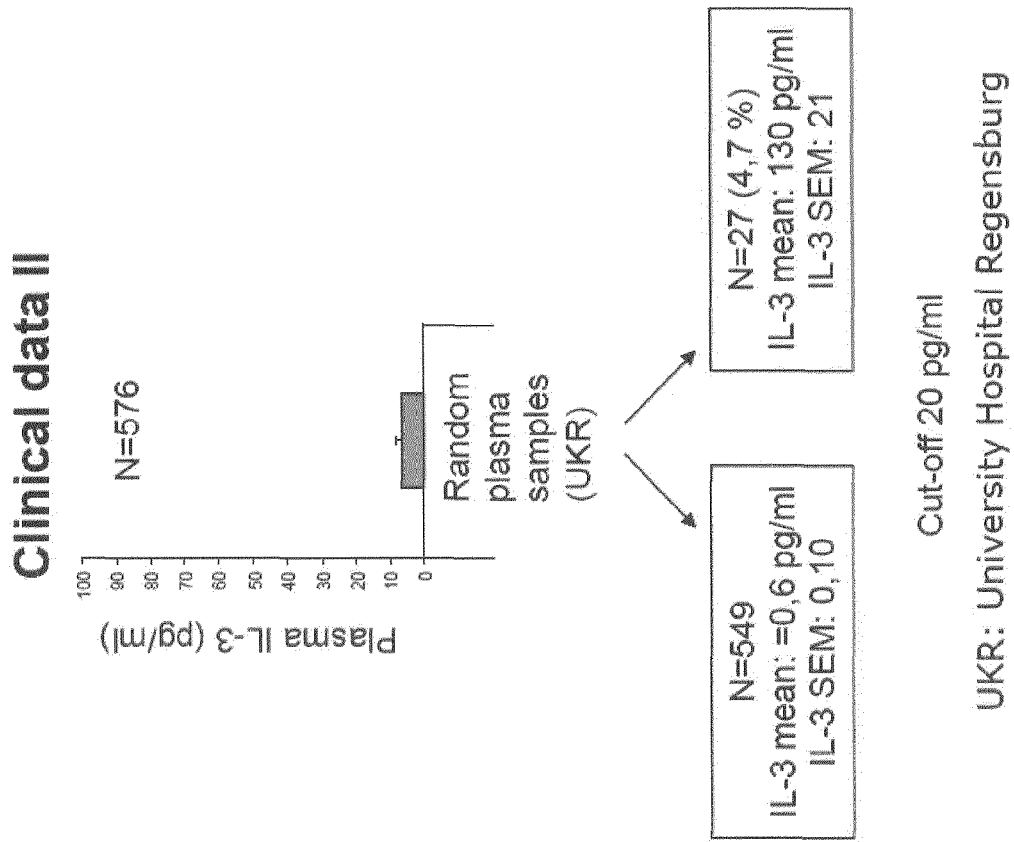 Clinical data II
N=576
Plasma IL-3 (pg/ml)
100
90
80
70
60
50
40
30
20
10
0
Random
plasma
samples
(UKR)
N=549
IL-3 mean: =0,6 pg/ml
IL-3 SEM: 0,10
N=27 (4,7 %)
IL-3 mean: 130 pg/ml
IL-3 SEM: 21
Cut-off 20 pg/ml
UKR: University Hospital Regensburg